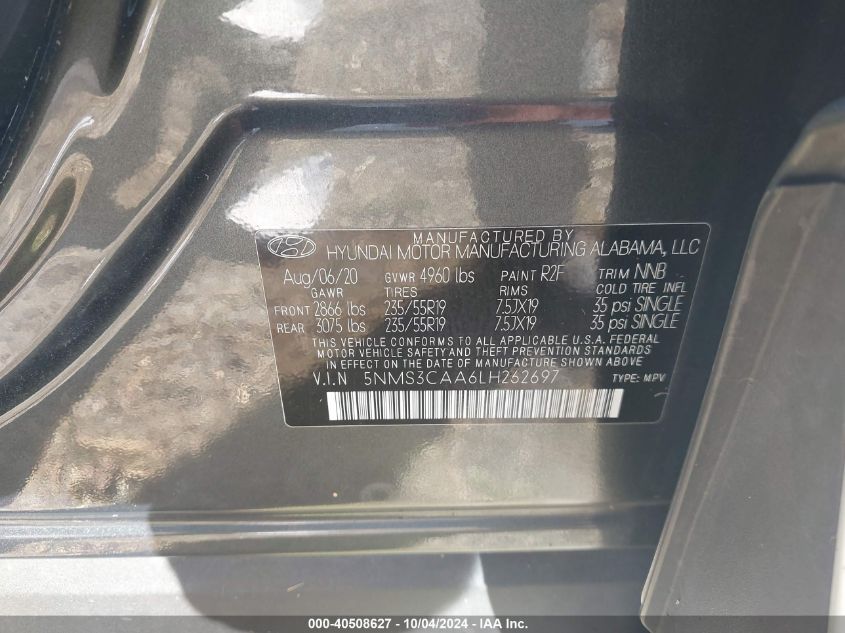 MANUFACTURED BY
HYUNDAI MOTOR MANUFACTURING ALABAMA, LLC
Aug/06/20 GVWR 4960 lbs PAINT R2F TRIM NNB
GAWR TIRES RIMS COLD TIRE INFL
FRONT 2866 lbs 235/55R19 7.5JX19 35 psi SINGLE
REAR 3075 lbs 235/55R19 7.5JX19 35 psi SINGLE
THIS VEHICLE CONFORMS TO ALL APPLICABLE U.S.A. FEDERAL
MOTOR VEHICLE SAFETY AND THEFT PREVENTION STANDARDS
IN EFFECT ON THE DATE OF MANUFACTURE SHOWN ABOVE.
V.I.N 5NMS3CAA6LH262697 TYPE: MPV
000-40508627 - 10/04/2024 - IAA Inc.